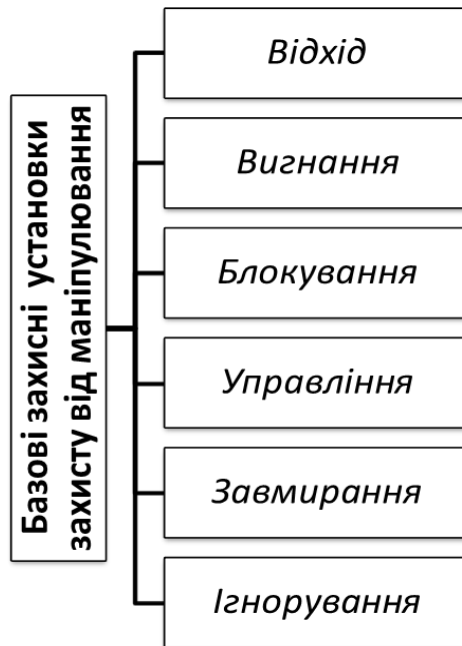 Базові захисні установки
захисту від маніпулювання
Відхід
Вигнання
Блокування
Управління
Завмирання
Ігнорування